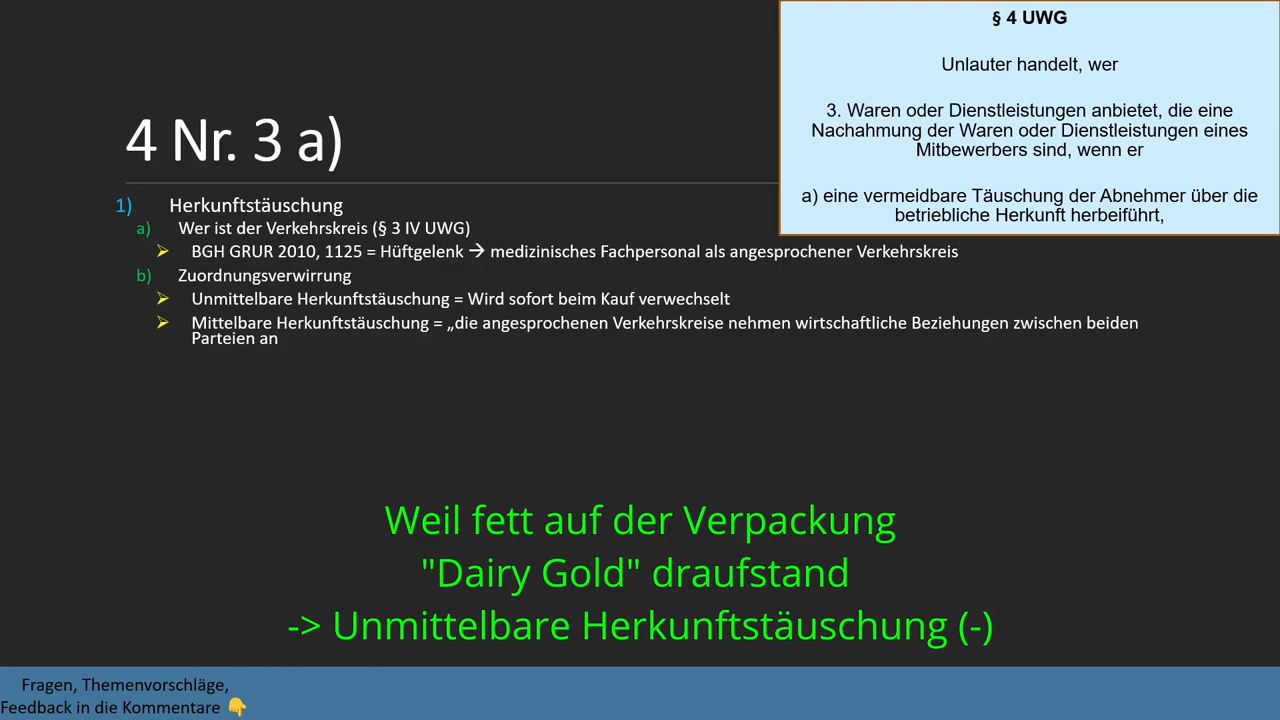 § 4 UWG
Unlauter handelt, wer
3. Waren oder Dienstleistungen anbietet, die eine
Nachahmung der Waren oder Dienstleistungen eines
Mitbewerbers sind, wenn er
a) eine vermeidbare Täuschung der Abnehmer über die
betriebliche Herkunft herbeiführt,
4 Nr. 3 a)
1) Herkunftstäuschung
a) Wer ist der Verkehrskreis (§ 3 IV UWG)
➢ BGH GRUR 2010, 1125 = Hüftgelenk → medizinisches Fachpersonal als angesprochener Verkehrskreis
b) Zuordnungsverwirrung
➢ Unmittelbare Herkunftstäuschung = Wird sofort beim Kauf verwechselt
➢ Mittelbare Herkunftstäuschung = „die angesprochenen Verkehrskreise nehmen wirtschaftliche Beziehungen zwischen beiden
Parteien an
Weil fett auf der Verpackung
"Dairy Gold" draufstand
-> Unmittelbare Herkunftstäuschung (-)
Fragen, Themenvorschläge,
Feedback in die Kommentare 👇